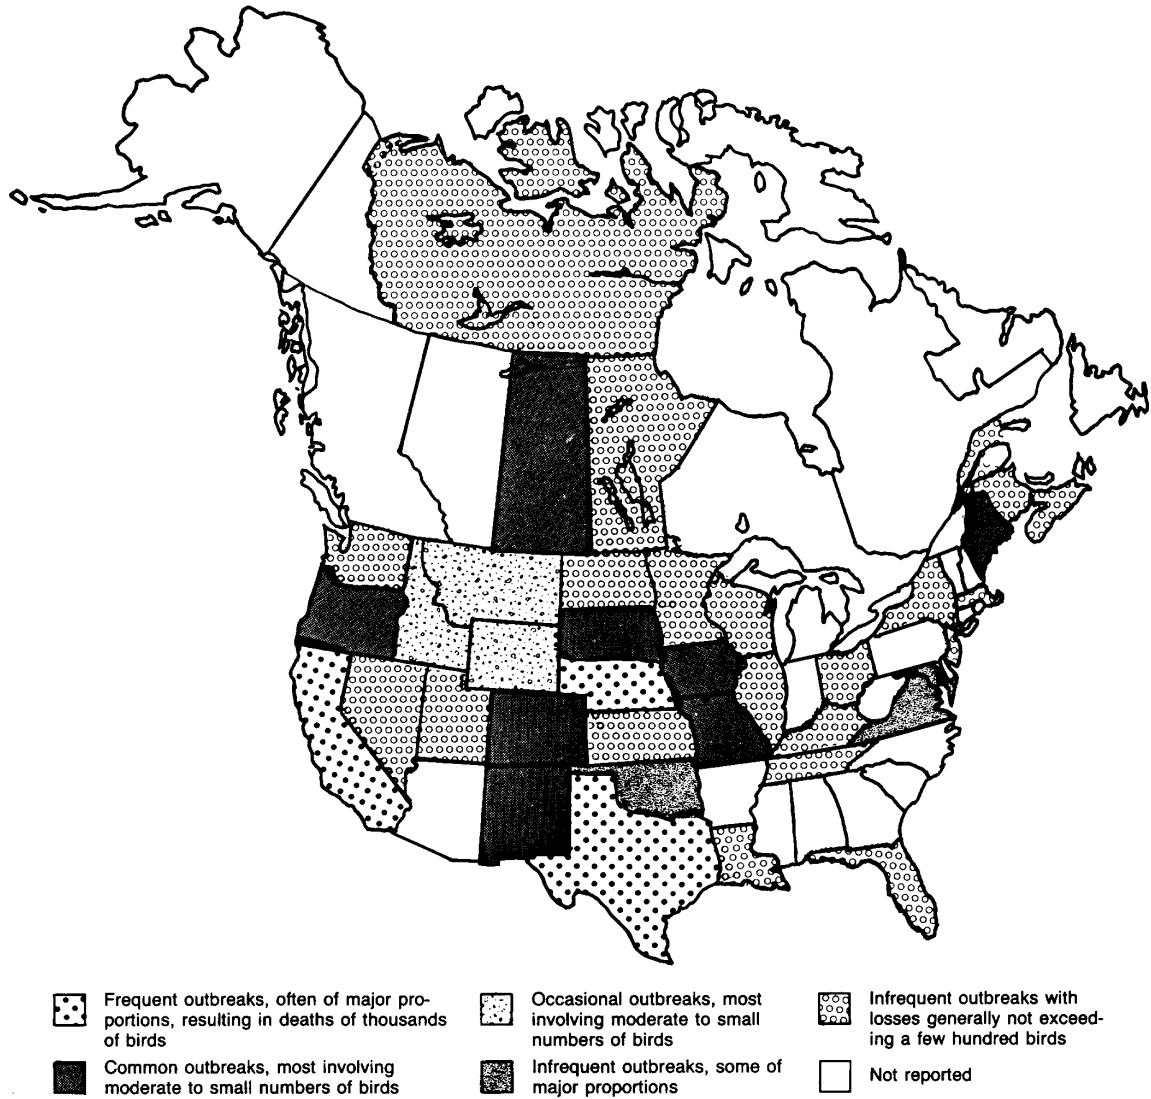 Frequent outbreaks, often of major pro-
portions, resulting in deaths of thousands
of birds
Common outbreaks, most involving
moderate to small numbers of birds
Occasional outbreaks, most
involving moderate to small
numbers of birds
Infrequent outbreaks, some of
major proportions
Infrequent outbreaks with
losses generally not exceed-
ing a few hundred birds
Not reported